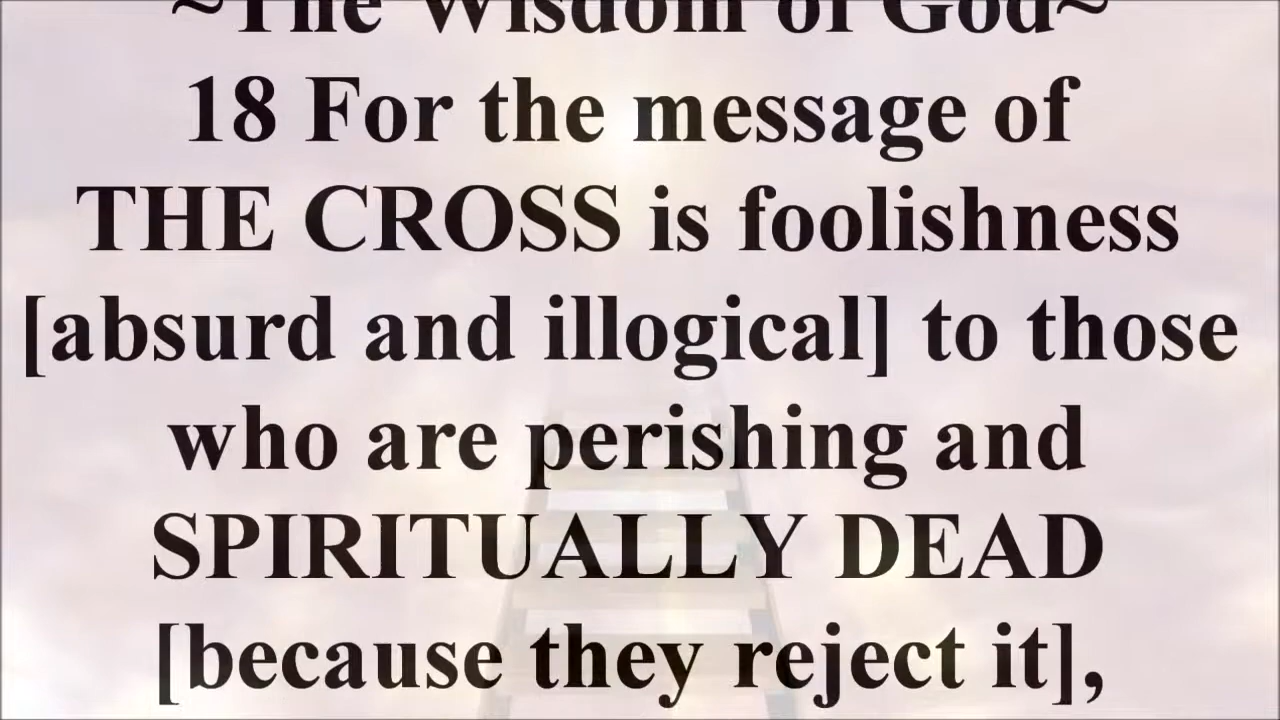 ~The Wisdom of God~
18 For the message of
THE CROSS is foolishness
[absurd and illogical] to those
who are perishing and
SPIRITUALLY DEAD
[because they reject it],